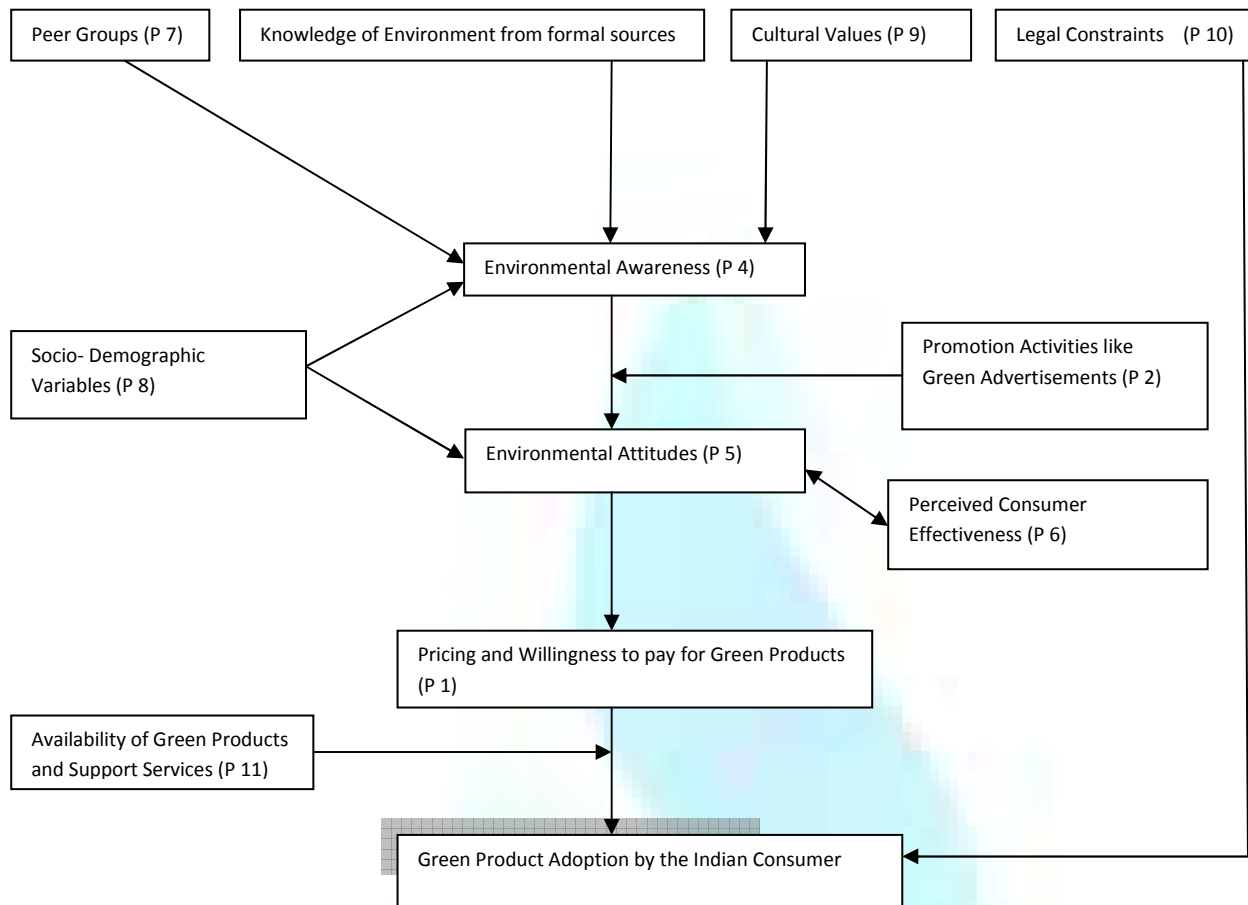 Peer Groups (P 7)
Knowledge of Environment from formal sources
Cultural Values (P 9)
Legal Constraints (P 10)
Environmental Awareness (P 4)
Socio- Demographic
Variables (P 8)
Promotion Activities like
Green Advertisements (P 2)
Environmental Attitudes (P 5)
Perceived Consumer
Effectiveness (P 6)
Pricing and Willingness to pay for Green Products
(P 1)
Availability of Green Products
and Support Services (P 11)
Green Product Adoption by the Indian Consumer